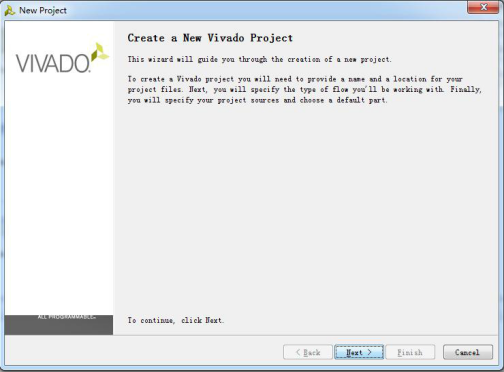 New Project
VIVADO.
Create a New Vivado Project
This wizard will guide you through the creation of a new project.
To create a Vivado project you will need to provide a name and a location for your
project files. Next, you will specify the type of flow you'll be working with. Finally,
you will specify your project sources and choose a default part.
ALL PROGRAMMABLE™
To continue, click Next.
< Back
Next >
Finish
Cancel